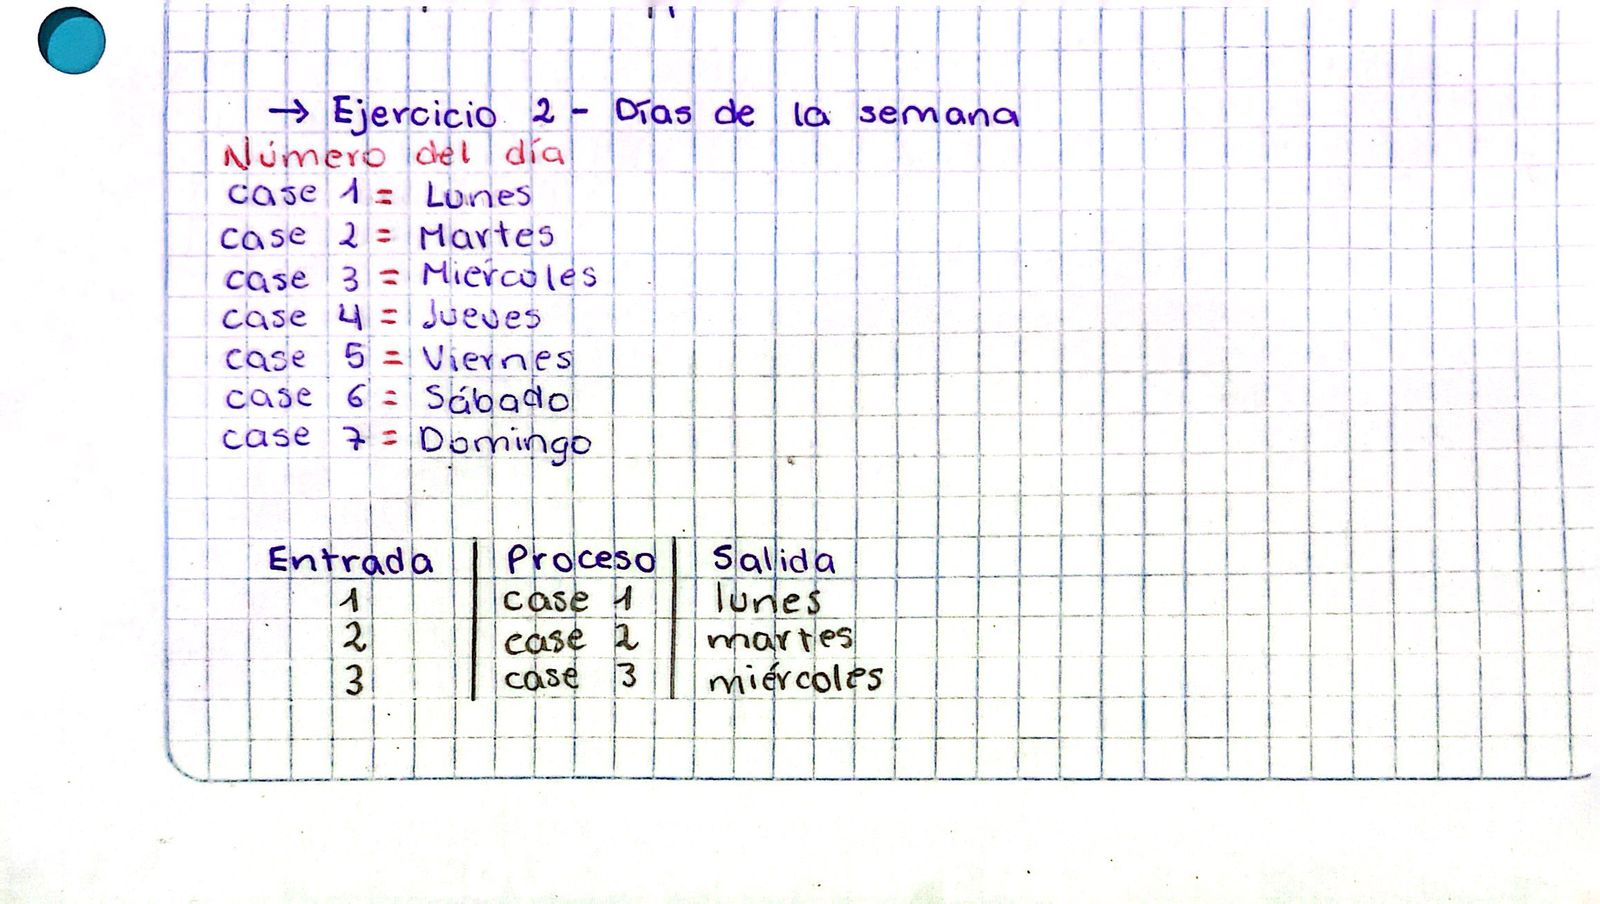 → Ejercicio 2 - Días de la semana
Número del día
case 1 = Lunes
case 2 = Martes
case 3 = Miércoles
case 4 = Jueves
case 5 = Viernes
case 6 = Sábado
case 7 = Domingo
Entrada | Proceso | Salida
1 | case 1 | lunes
2 | case 2 | martes
3 | case 3 | miércoles